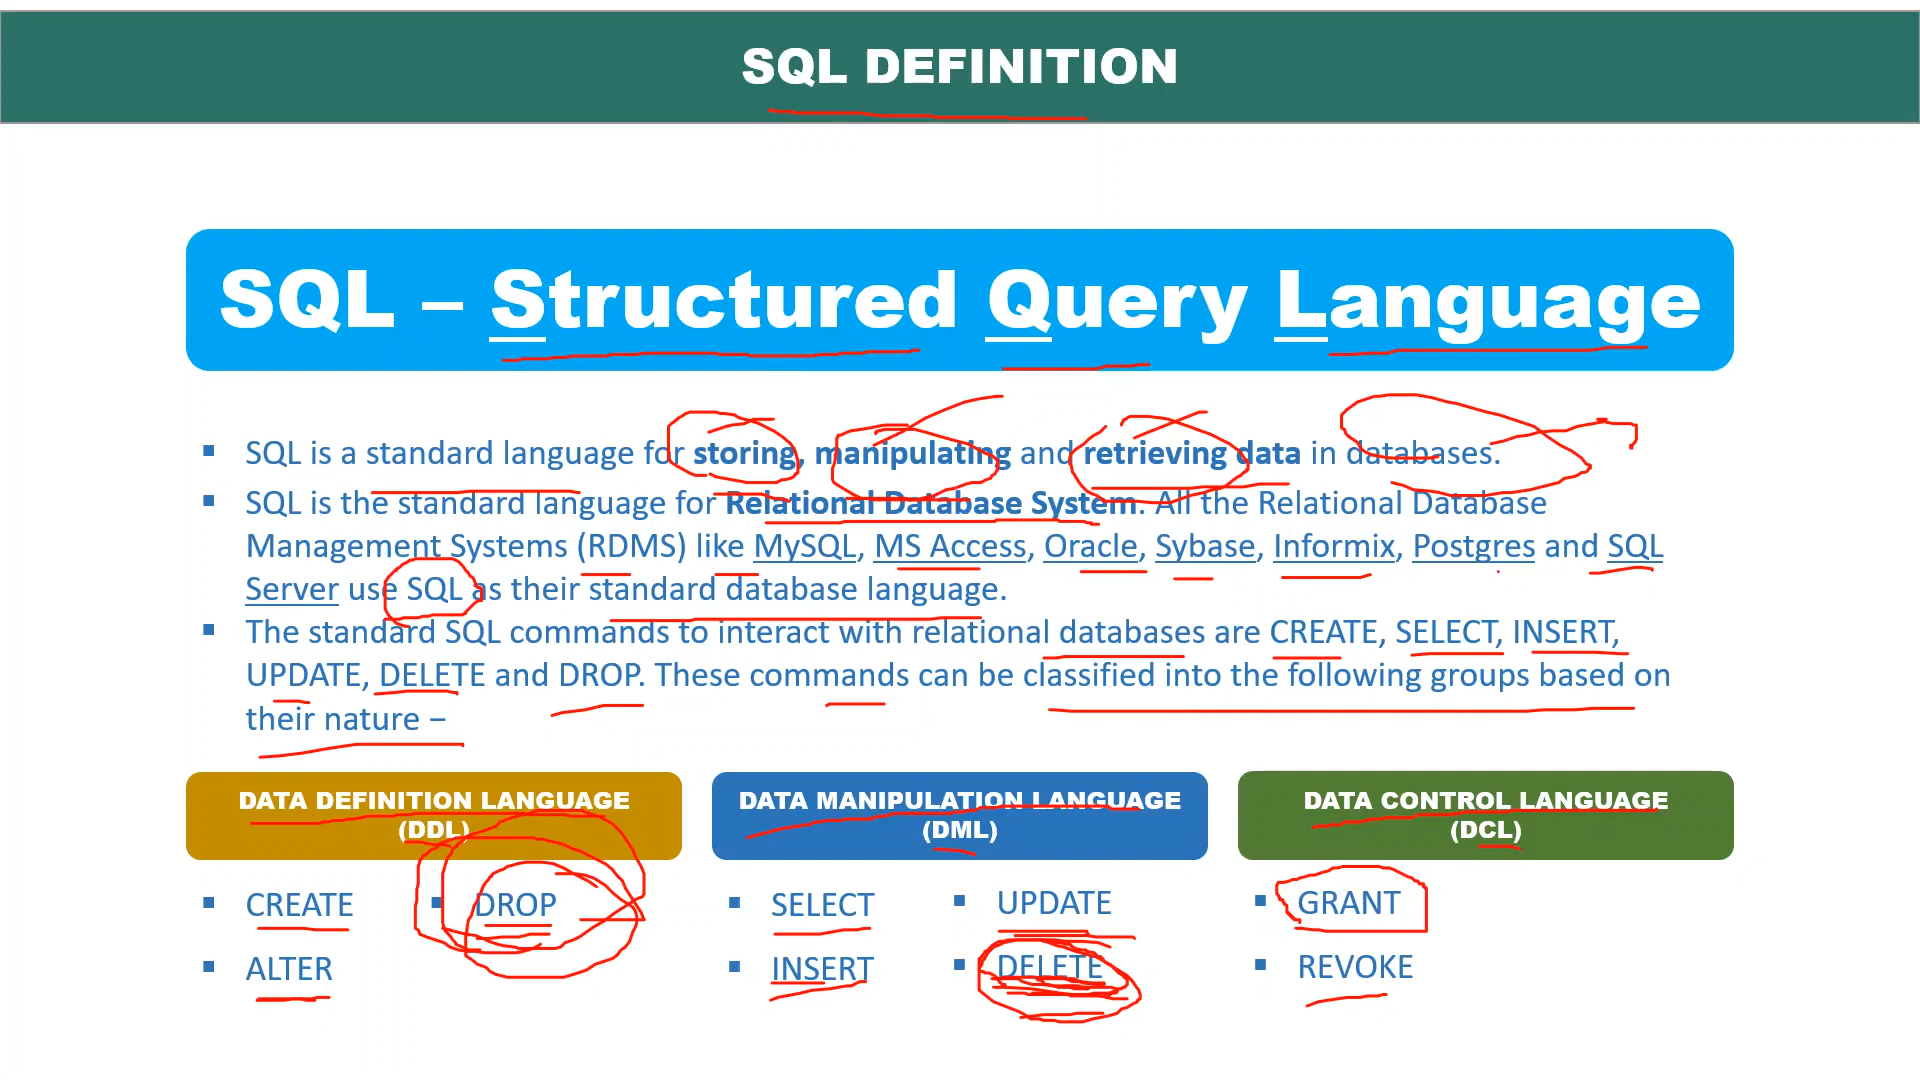 SQL DEFINITION
SQL – Structured Query Language
▪ SQL is a standard language for storing, manipulating and retrieving data in databases.
▪ SQL is the standard language for Relational Database System. All the Relational Database
Management Systems (RDMS) like MySQL, MS Access, Oracle, Sybase, Informix, Postgres and SQL
Server use SQL as their standard database language.
▪ The standard SQL commands to interact with relational databases are CREATE, SELECT, INSERT,
UPDATE, DELETE and DROP. These commands can be classified into the following groups based on
their nature −
DATA DEFINITION LANGUAGE
(DDL)
▪ CREATE
▪ DROP
▪ ALTER
DATA MANIPULATION LANGUAGE
(DML)
▪ SELECT
▪ UPDATE
▪ INSERT
▪ DELETE
DATA CONTROL LANGUAGE
(DCL)
▪ GRANT
▪ REVOKE